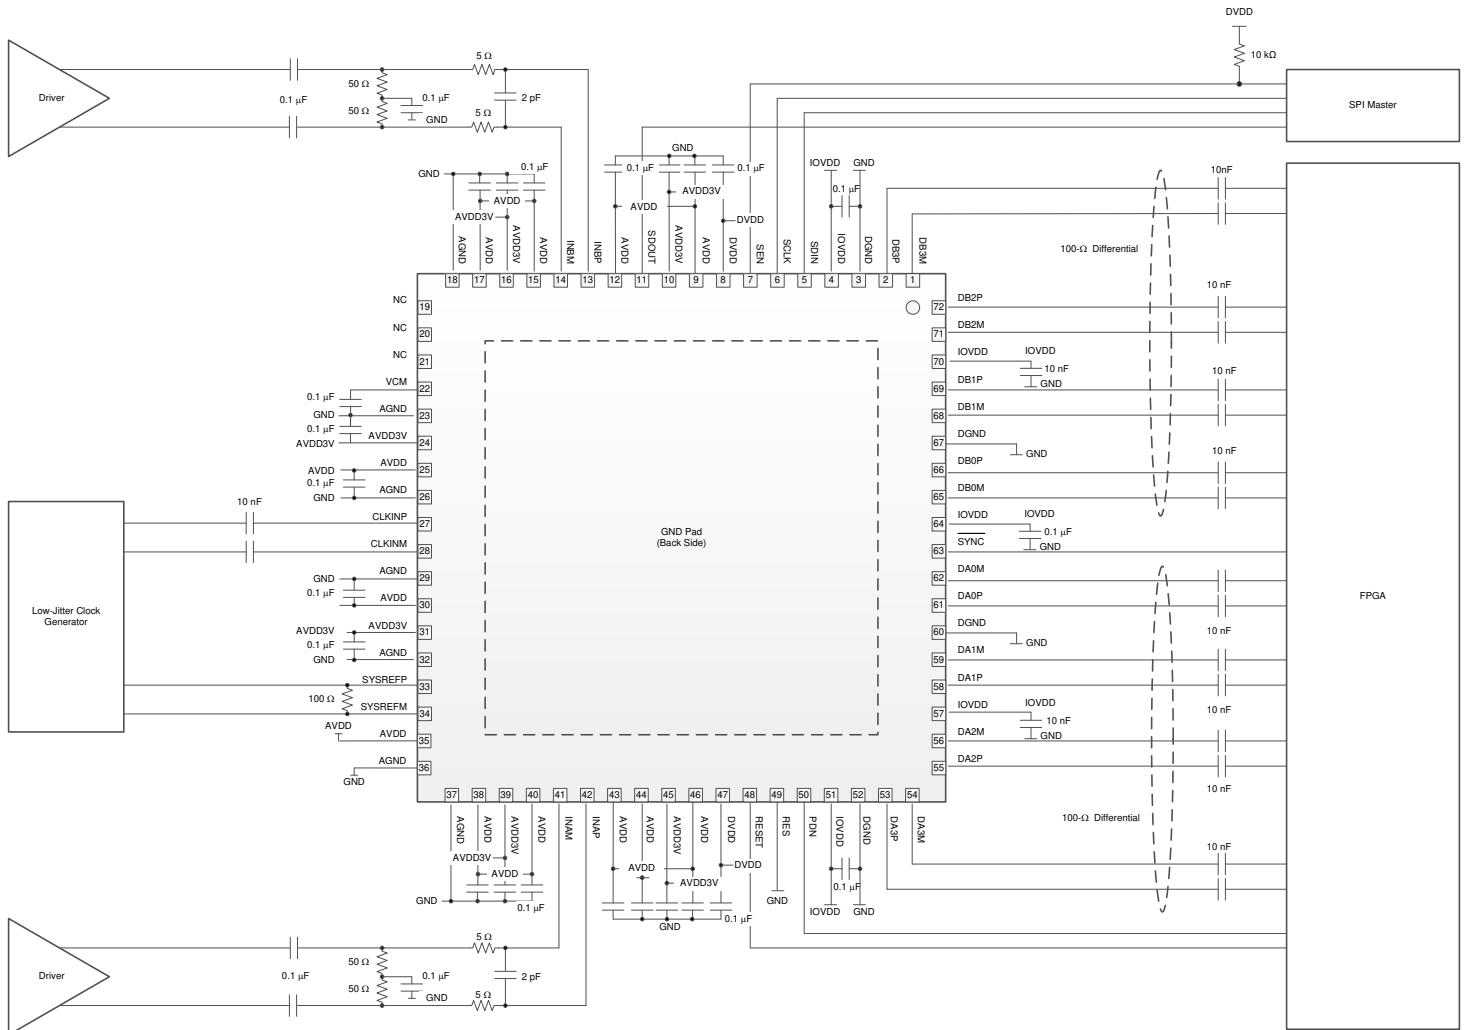 DVDD
10 kΩ
SPI Master
Driver
0.1 µF
50 Ω
50 Ω
0.1 µF
GND
5 Ω
5 Ω
2 pF
GND
0.1 µF
AVDD
AVDD3V
GND
0.1 µF
0.1 µF
AVDD3V
AVDD
DVDD
IOVDD
GND
0.1 µF
10nF
100-Ω Differential
AGND
AVDD
AVDD3V
AVDD
INBM
INBP
AVDD
SDOUT
AVDD3V
AVDD
DVDD
SEN
SCLK
SDIN
IOVDD
DGND
DB3P
DB3M
18
17
16
15
14
13
12
11
10
9
8
7
6
5
4
3
2
1
NC
19
NC
20
NC
21
VCM
22
0.1 µF
GND
AGND
23
0.1 µF
AVDD3V
AVDD3V
24
AVDD
AVDD
25
0.1 µF
GND
AGND
26
10 nF
CLKINP
27
CLKINM
28
GND
AGND
29
0.1 µF
AVDD
30
AVDD3V
AVDD3V
31
0.1 µF
GND
AGND
32
SYSREFP
33
100 Ω
SYSREFM
34
AVDD
AVDD
35
AGND
36
GND
Low-Jitter Clock
Generator
GND Pad
(Back Side)
72
DB2P
10 nF
71
DB2M
70
IOVDD
IOVDD
10 nF
GND
69
DB1P
10 nF
68
DB1M
67
DGND
GND
66
DB0P
10 nF
65
DB0M
64
IOVDD
IOVDD
0.1 µF
GND
63
SYNC
62
DA0M
61
DA0P
10 nF
60
DGND
GND
59
DA1M
58
DA1P
10 nF
57
IOVDD
IOVDD
10 nF
GND
56
DA2M
55
DA2P
10 nF
FPGA
100-Ω Differential
10 nF
37
38
39
40
41
42
43
44
45
46
47
48
49
50
51
52
53
54
AGND
AVDD
AVDD3V
AVDD
INAM
INAP
AVDD
AVDD
AVDD3V
AVDD
DVDD
RESET
RES
PDN
IOVDD
DGND
DA3P
DA3M
AVDD3V
AVDD
GND
0.1 µF
AVDD
DVDD
AVDD3V
0.1 µF
GND
GND
0.1 µF
IOVDD
GND
Driver
0.1 µF
50 Ω
50 Ω
0.1 µF
GND
5 Ω
5 Ω
2 pF